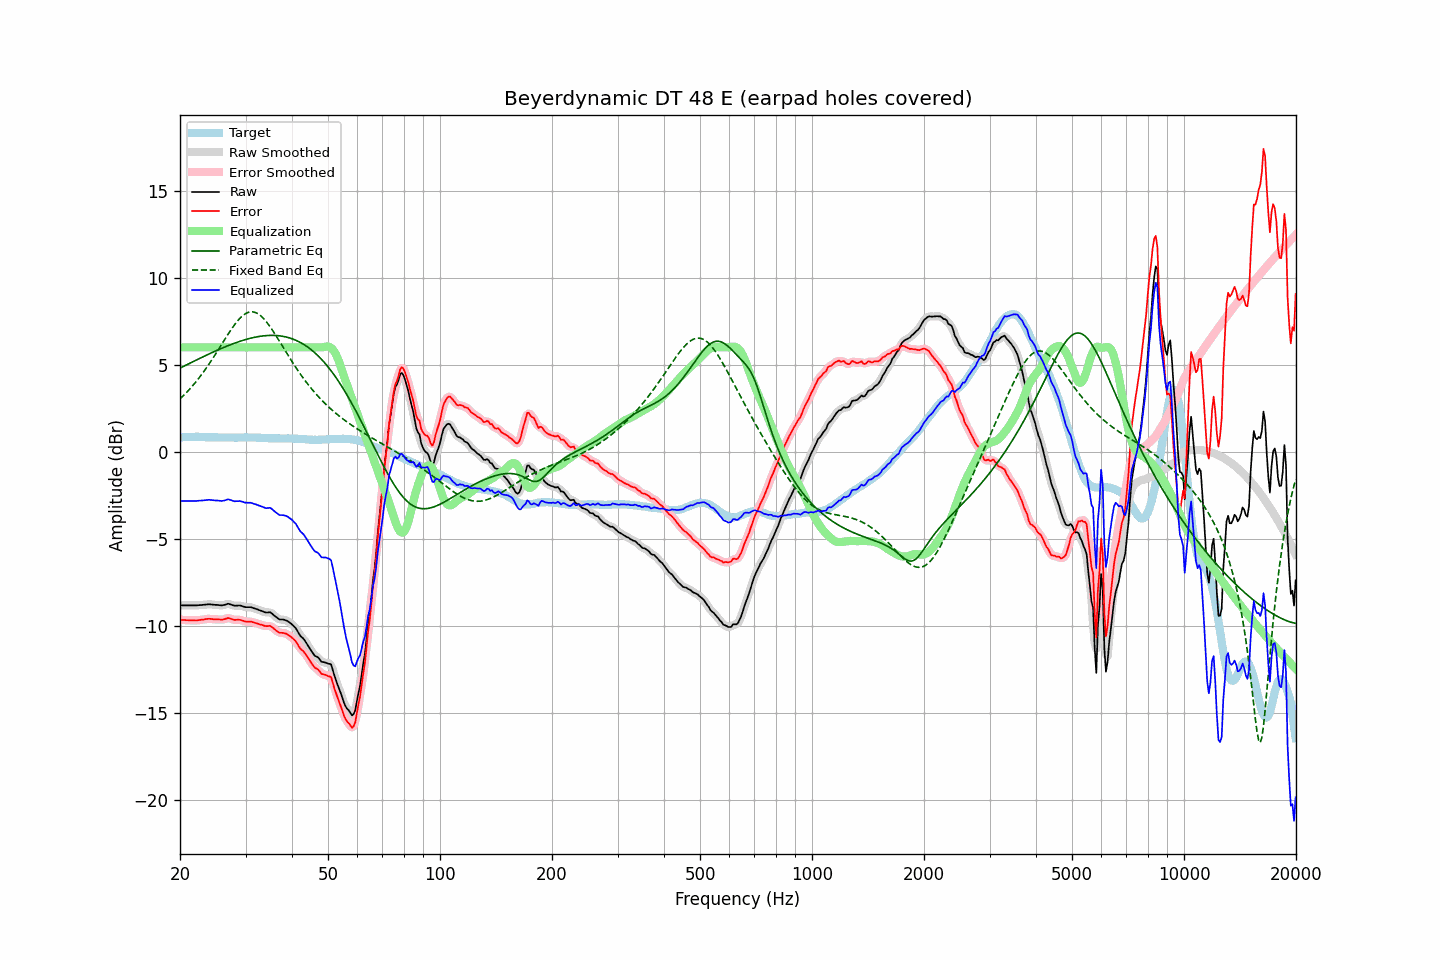 Beyerdynamic DT 48 E (earpad holes covered)
Target
Raw Smoothed
Error Smoothed
Raw
Error
Equalization
Parametric Eq
Fixed Band Eq
Equalized
Amplitude (dBr)
15
10
5
0
−5
−10
−15
−20
20 50 100 200 500 1000 2000 5000 10000 20000
Frequency (Hz)